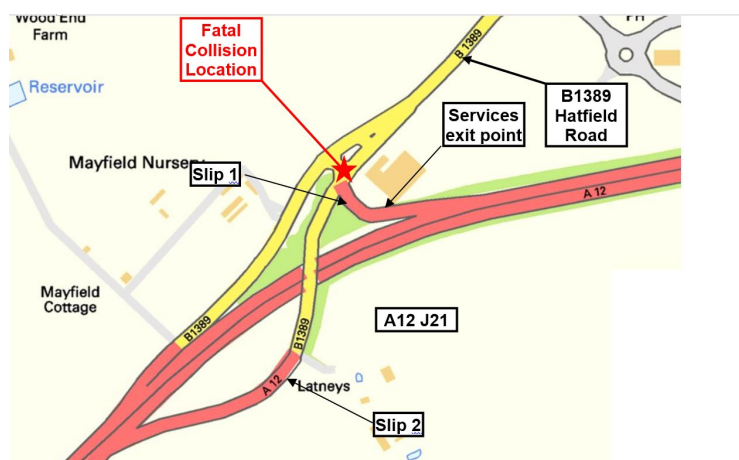 Wood End
Farm
Fatal
Collision
Location
B 1389
PH
Reservoir
B1389
Hatfield
Road
Services
exit point
Mayfield Nursery
Slip 1
A 12
Mayfield
Cottage
B1389
B1389
A12 J21
A 12
Latneys
Slip 2